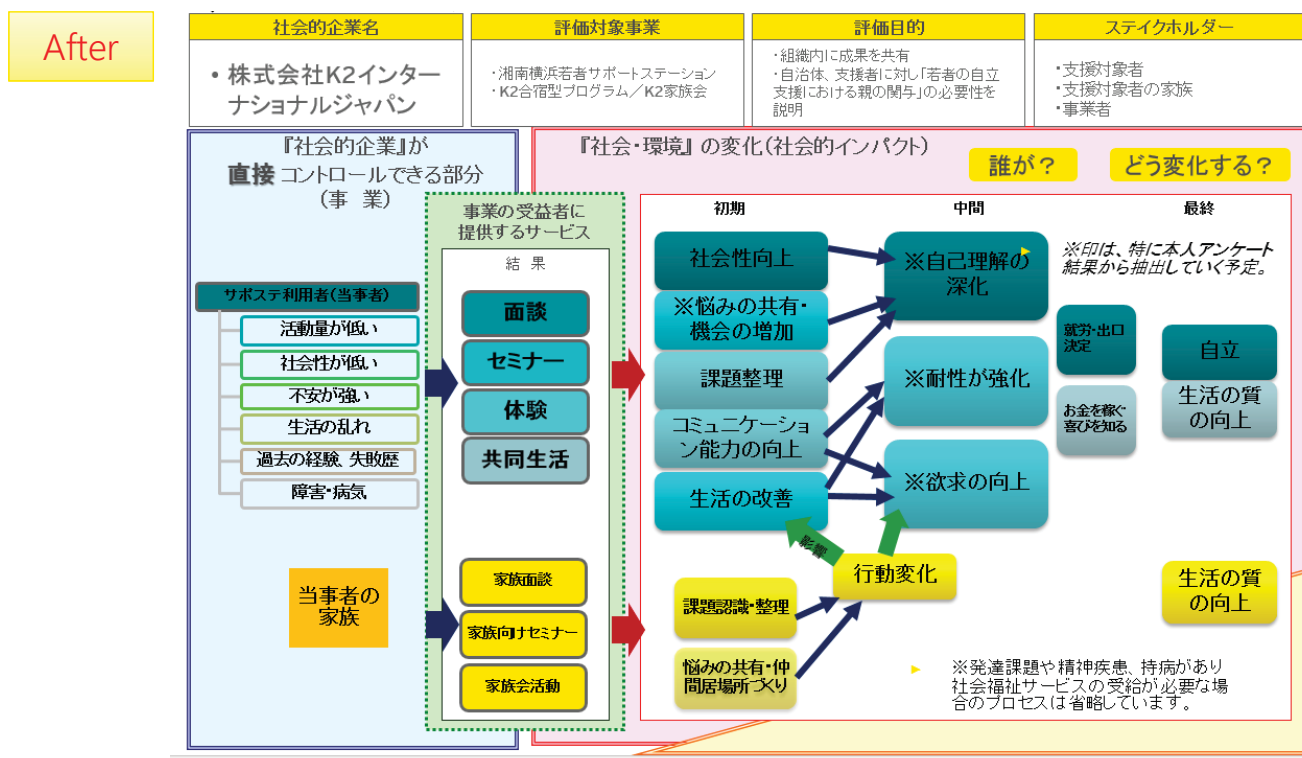 After
社会的企業名
・株式会社K2インター
ナショナルジャパン
評価対象事業
・湘南横浜若者サポートステーション
・K2合宿型プログラム／K2家族会
評価目的
・組織内に成果を共有
・自治体、支援者に対し「若者の自立
支援における親の関与」の必要性を
説明
ステイクホルダー
・支援対象者
・支援対象者の家族
・事業者
『社会的企業』が
直接 コントロールできる部分
（事 業）
『社会・環境』の変化（社会的インパクト）
誰が？
どう変化する？
事業の受益者に
提供するサービス
結 果
初期
中間
最終
サポステ利用者（当事者）
活動量が低い
社会性が低い
不安が強い
生活の乱れ
過去の経験、失敗歴
障害・病気
面談
セミナー
体験
共同生活
社会性向上
※悩みの共有・
機会の増加
課題整理
コミュニケーショ
ン能力の向上
生活の改善
※自己理解の
深化
※耐性が強化
※欲求の向上
※印は、特に本人アンケート
結果から抽出していく予定。
就労・出口
決定
お金を稼ぐ
喜びを知る
自立
生活の質
の向上
当事者の
家族
家族面談
家族向けセミナー
家族会活動
影響
行動変化
課題認識・整理
悩みの共有・仲
間居場所づくり
生活の質
の向上
※発達課題や精神疾患、持病があり
社会福祉サービスの受給が必要な場
合のプロセスは省略しています。